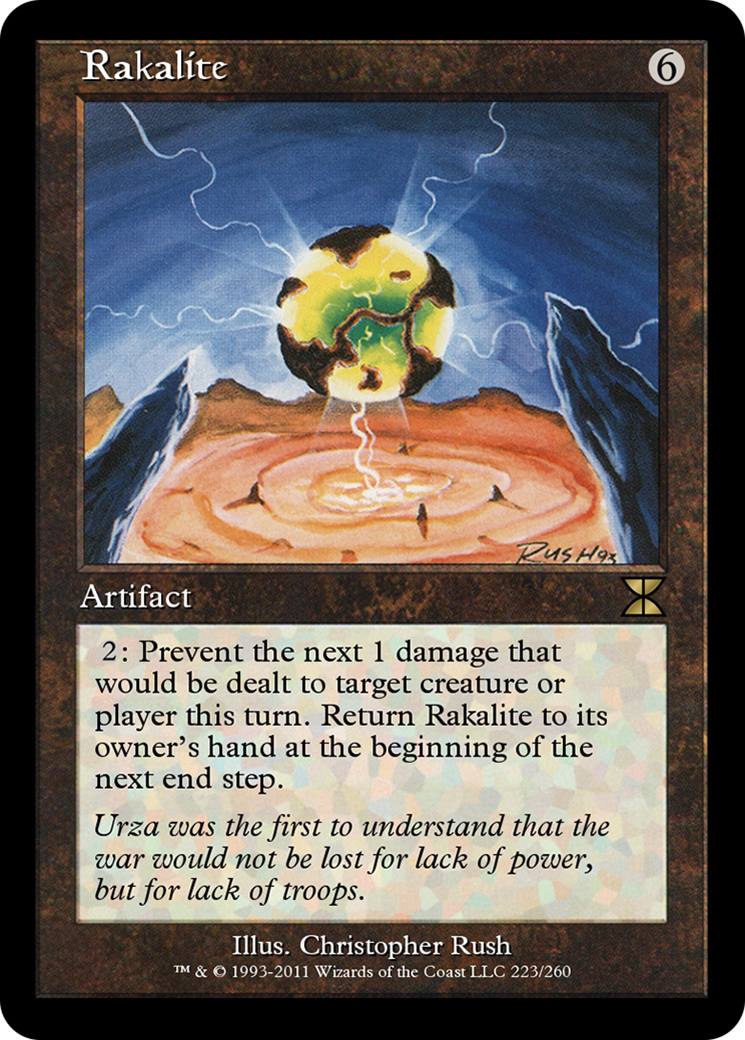 Rakalite
6
RUSH93
Artifact
2: Prevent the next 1 damage that
would be dealt to target creature or
player this turn. Return Rakalite to its
owner's hand at the beginning of the
next end step.
Urza was the first to understand that the
war would not be lost for lack of power,
but for lack of troops.
Illus. Christopher Rush
™ & © 1993-2011 Wizards of the Coast LLC 223/260